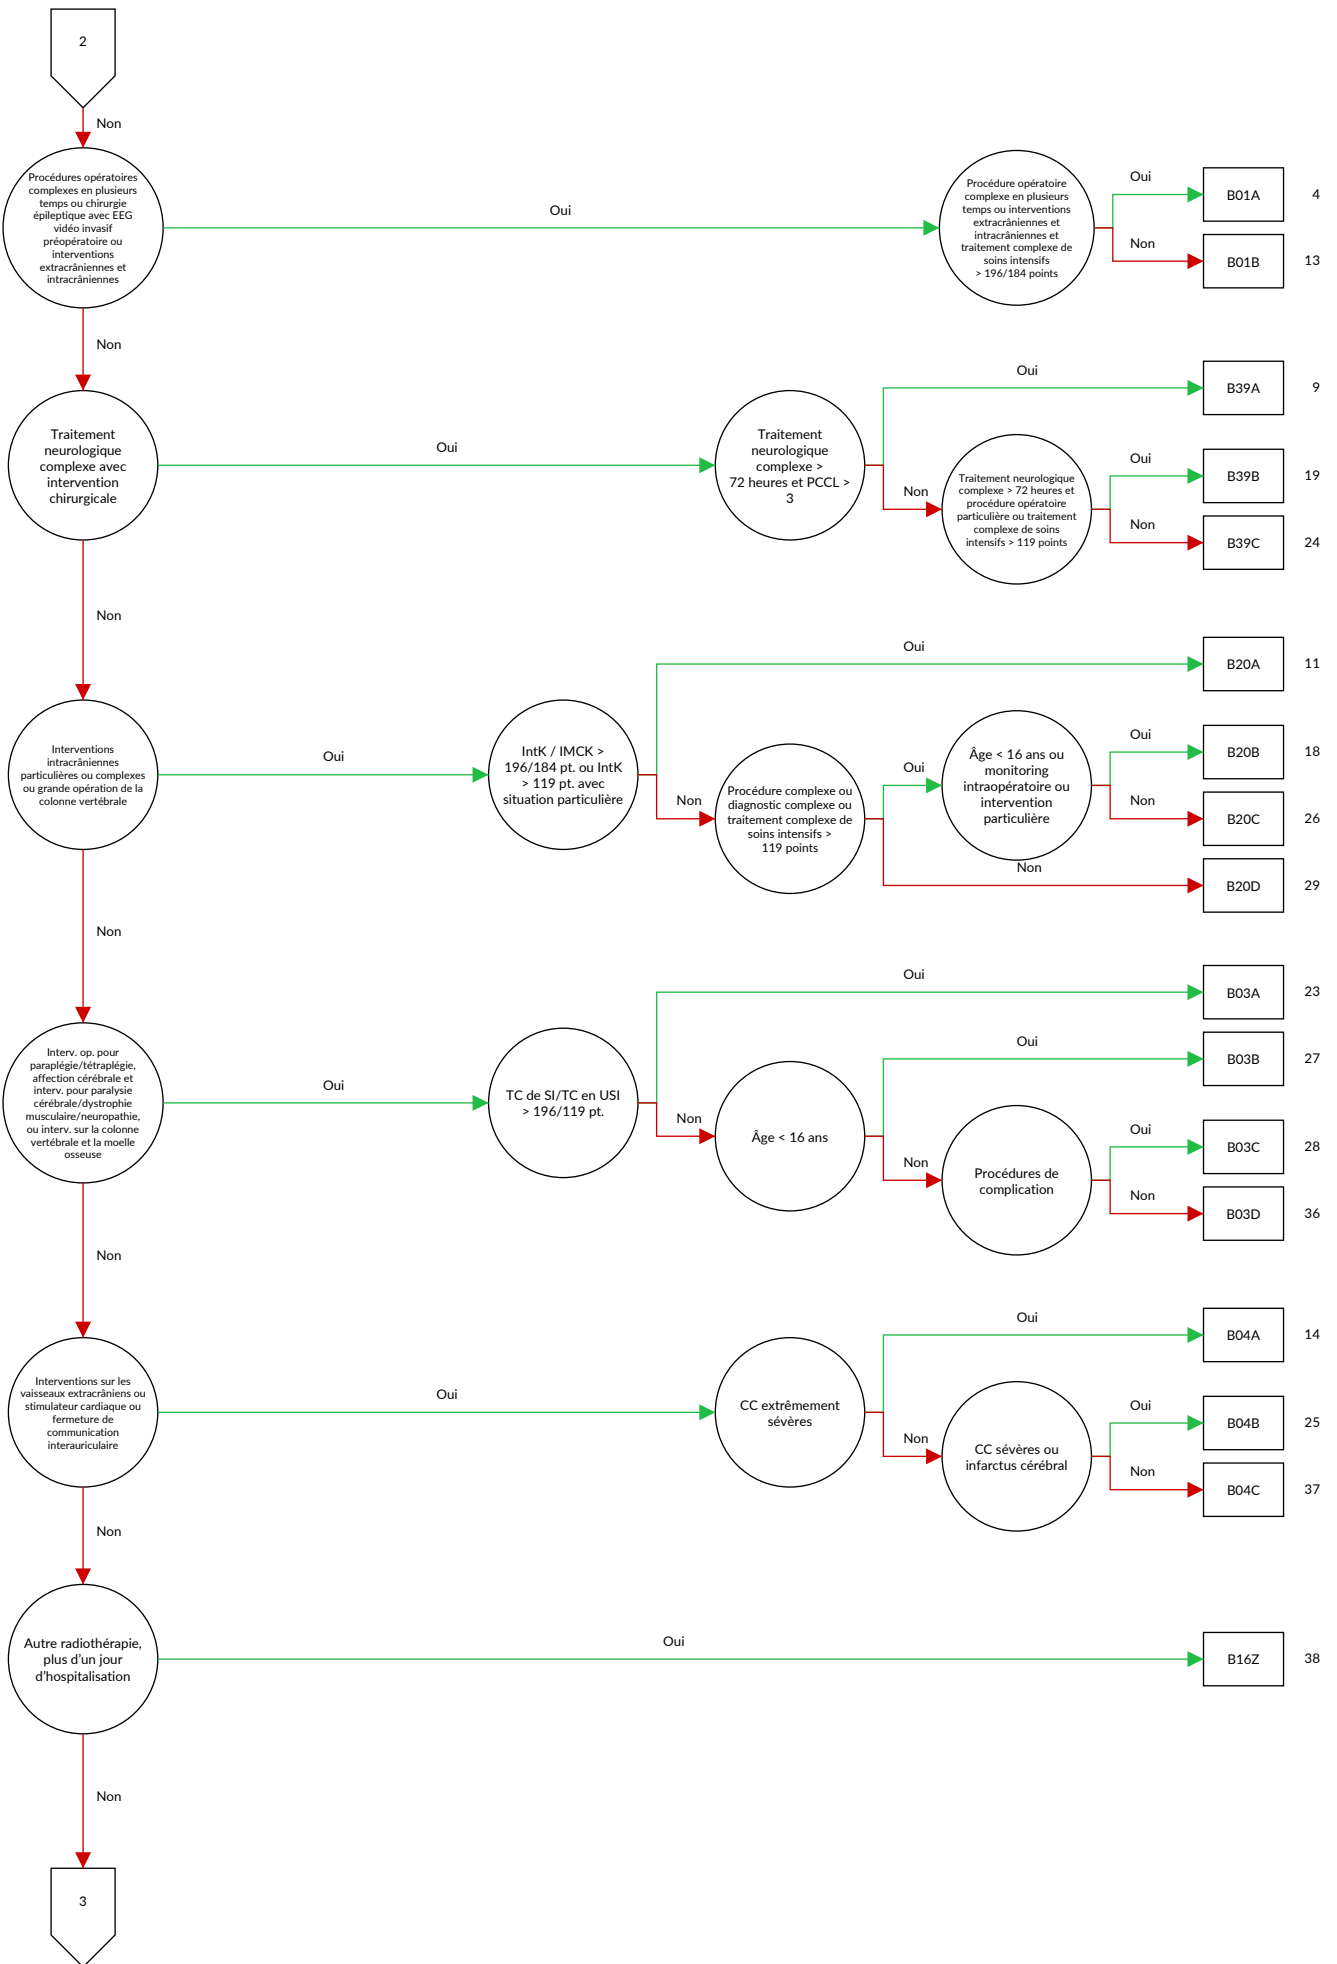 2
Non
Procédures opératoires
complexes en plusieurs
temps ou chirurgie
épileptique avec EEG
vidéo invasif
préopératoire ou
interventions
extracrâniennes et
intracrâniennes
Oui
Procédure opératoire
complexe en plusieurs
temps ou interventions
extracrâniennes et
intracrâniennes et
traitement complexe de
soins intensifs
> 196/184 points
Oui
B01A
4
Non
B01B
13
Non
Traitement
neurologique
complexe avec
intervention
chirurgicale
Oui
Traitement
neurologique
complexe >
72 heures et PCCL >
3
Oui
B39A
9
Non
Traitement neurologique
complexe > 72 heures et
procédure opératoire
particulière ou traitement
complexe de soins
intensifs > 119 points
Oui
B39B
19
Non
B39C
24
Non
Interventions
intracrâniennes
particulières ou complexes
ou grande opération de la
colonne vertébrale
Oui
IntK / IMCK >
196/184 pt. ou IntK
> 119 pt. avec
situation particulière
Oui
B20A
11
Non
Procédure complexe ou
diagnostic complexe ou
traitement complexe de
soins intensifs >
119 points
Oui
Âge < 16 ans ou
monitoring
intraopératoire ou
intervention
particulière
Oui
B20B
18
Non
B20C
26
Non
B20D
29
Non
Interv. op. pour
paraplégie/tétraplégie,
affection cérébrale et
interv. pour paralysie
cérébrale/dystrophie
musculaire/neuropathie,
ou interv. sur la colonne
vertébrale et la moelle
osseuse
Oui
TC de SI/TC en USI
> 196/119 pt.
Oui
B03A
23
Non
Âge < 16 ans
Oui
B03B
27
Non
Procédures de
complication
Oui
B03C
28
Non
B03D
36
Non
Interventions sur les
vaisseaux extracrâniens ou
stimulateur cardiaque ou
fermeture de
communication
interauriculaire
Oui
CC extrêmement
sévères
Oui
B04A
14
Non
CC sévères ou
infarctus cérébral
Oui
B04B
25
Non
B04C
37
Non
Autre radiothérapie,
plus d'un jour
d'hospitalisation
Oui
B16Z
38
Non
3